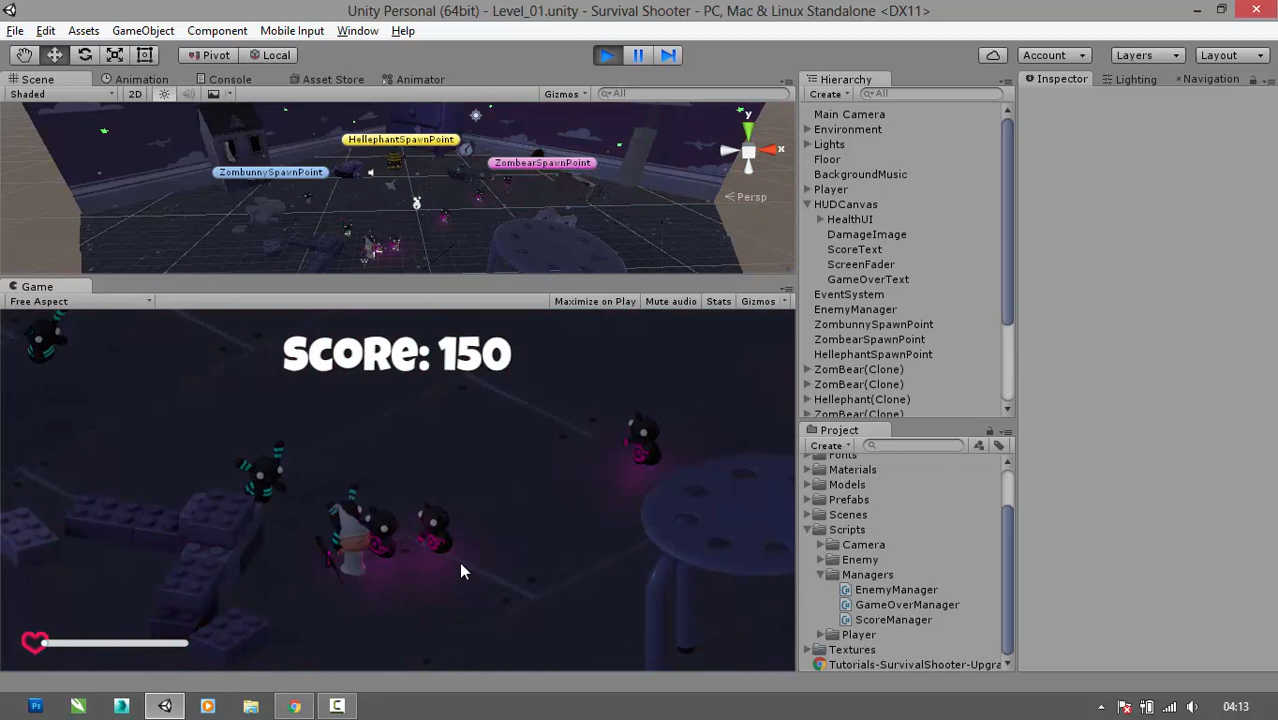 Unity Personal (64bit) - Level_01.unity - Survival Shooter - PC, Mac & Linux Standalone <DX11>
File Edit Assets GameObject Component Mobile Input Window Help
Pivot Local Account Layers Layout
Scene Animation Console Asset Store Animator
Shaded 2D Gizmos All
HellephantSpawnPoint
ZombunnySpawnPoint
ZombearSpawnPoint
y
x
Persp
Game
Free Aspect Maximize on Play Mute audio Stats Gizmos
SCORE: 150
Hierarchy
Create All
Main Camera
Environment
Lights
Floor
BackgroundMusic
Player
HUDCanvas
HealthUI
DamageImage
ScoreText
ScreenFader
GameOverText
EventSystem
EnemyManager
ZombunnySpawnPoint
ZombearSpawnPoint
HellephantSpawnPoint
ZomBear(Clone)
ZomBear(Clone)
Hellephant(Clone)
ZomBear(Clone)
Project
Create
Fonts
Materials
Models
Prefabs
Scenes
Scripts
Camera
Enemy
Managers
EnemyManager
GameOverManager
ScoreManager
Player
Textures
Tutorials-SurvivalShooter-Upgra
Inspector Lighting Navigation
Ps
04:13